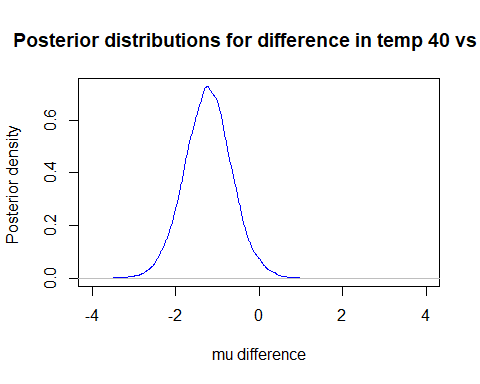 Posterior distributions for difference in temp 40 vs
Posterior density
0.0 0.2 0.4 0.6
-4 -2 0 2 4
mu difference